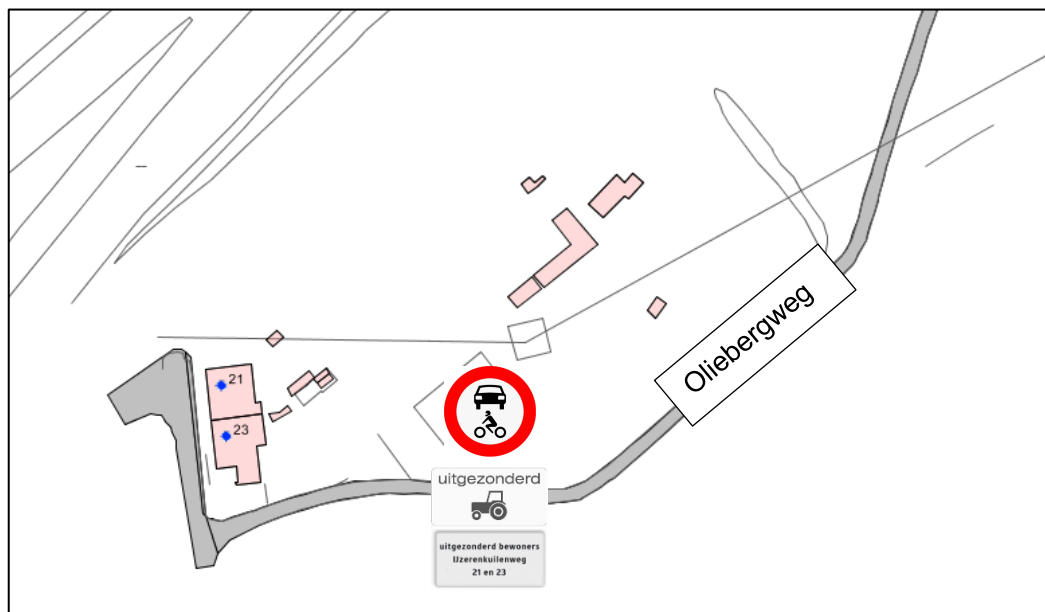 Oliebergweg
21
23
uitgezonderd
uitgezonderd bewoners
IJzerenkuilenweg
21 en 23